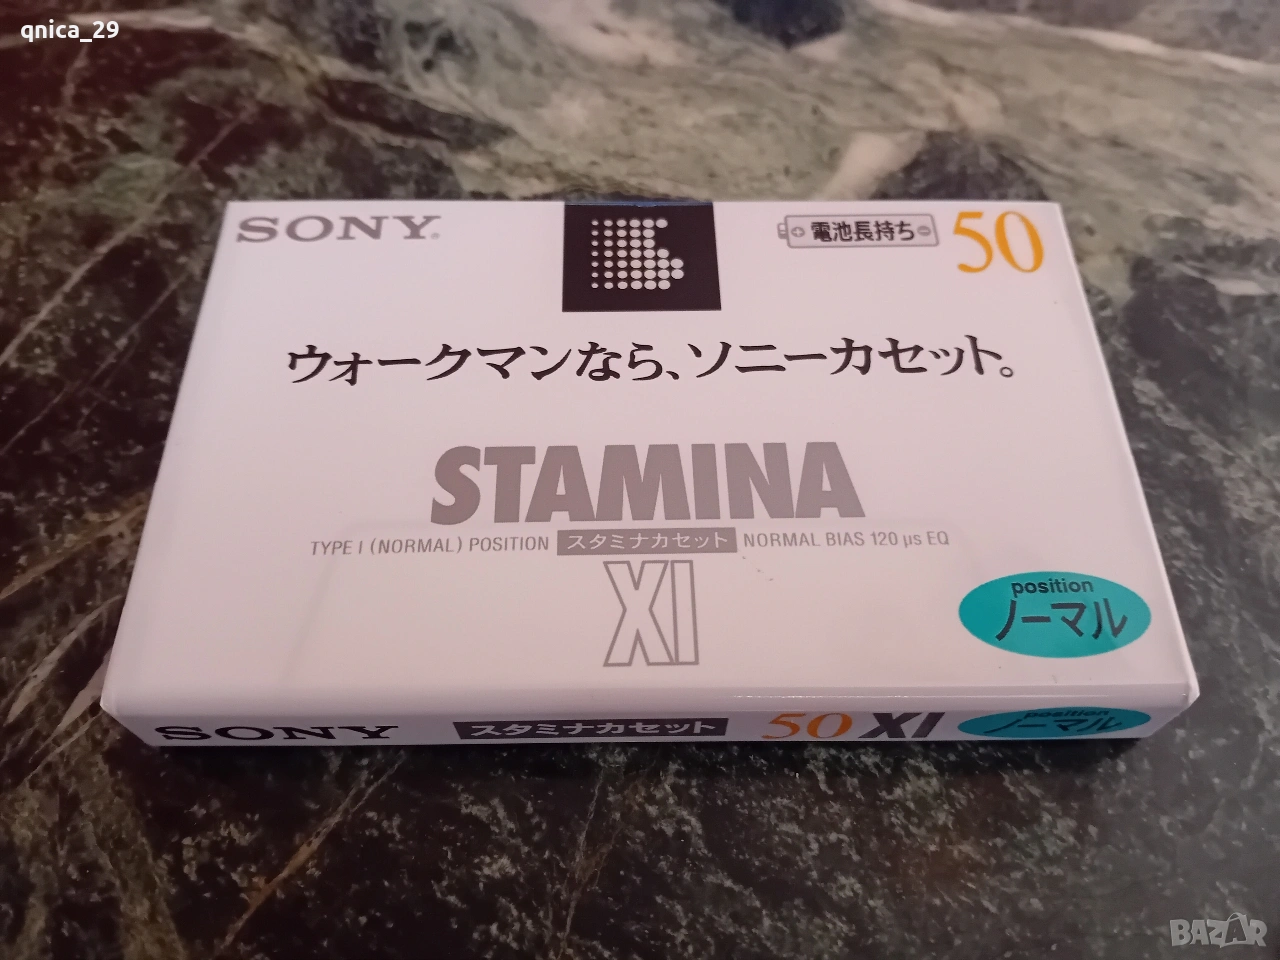 qnica_29
SONY®
電池長持ち
50
ウォークマンなら、ソニーカセット。
STAMINA
TYPE I (NORMAL) POSITION スタミナカセット NORMAL BIAS 120 μs EQ
XI
position
ノーマル
SONY スタミナカセット 50 XI
position
ノーマル
BAZAR